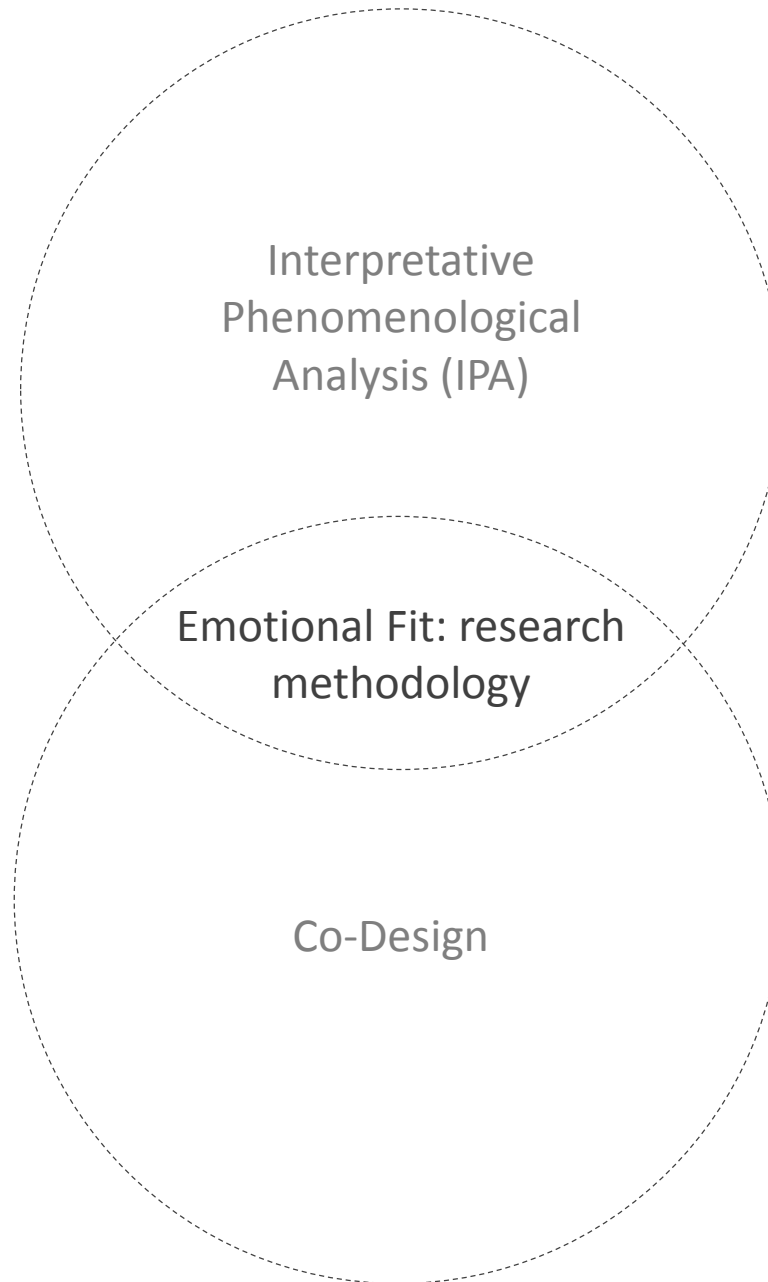 Interpretative
Phenomenological
Analysis (IPA)
Emotional Fit: research
methodology
Co-Design